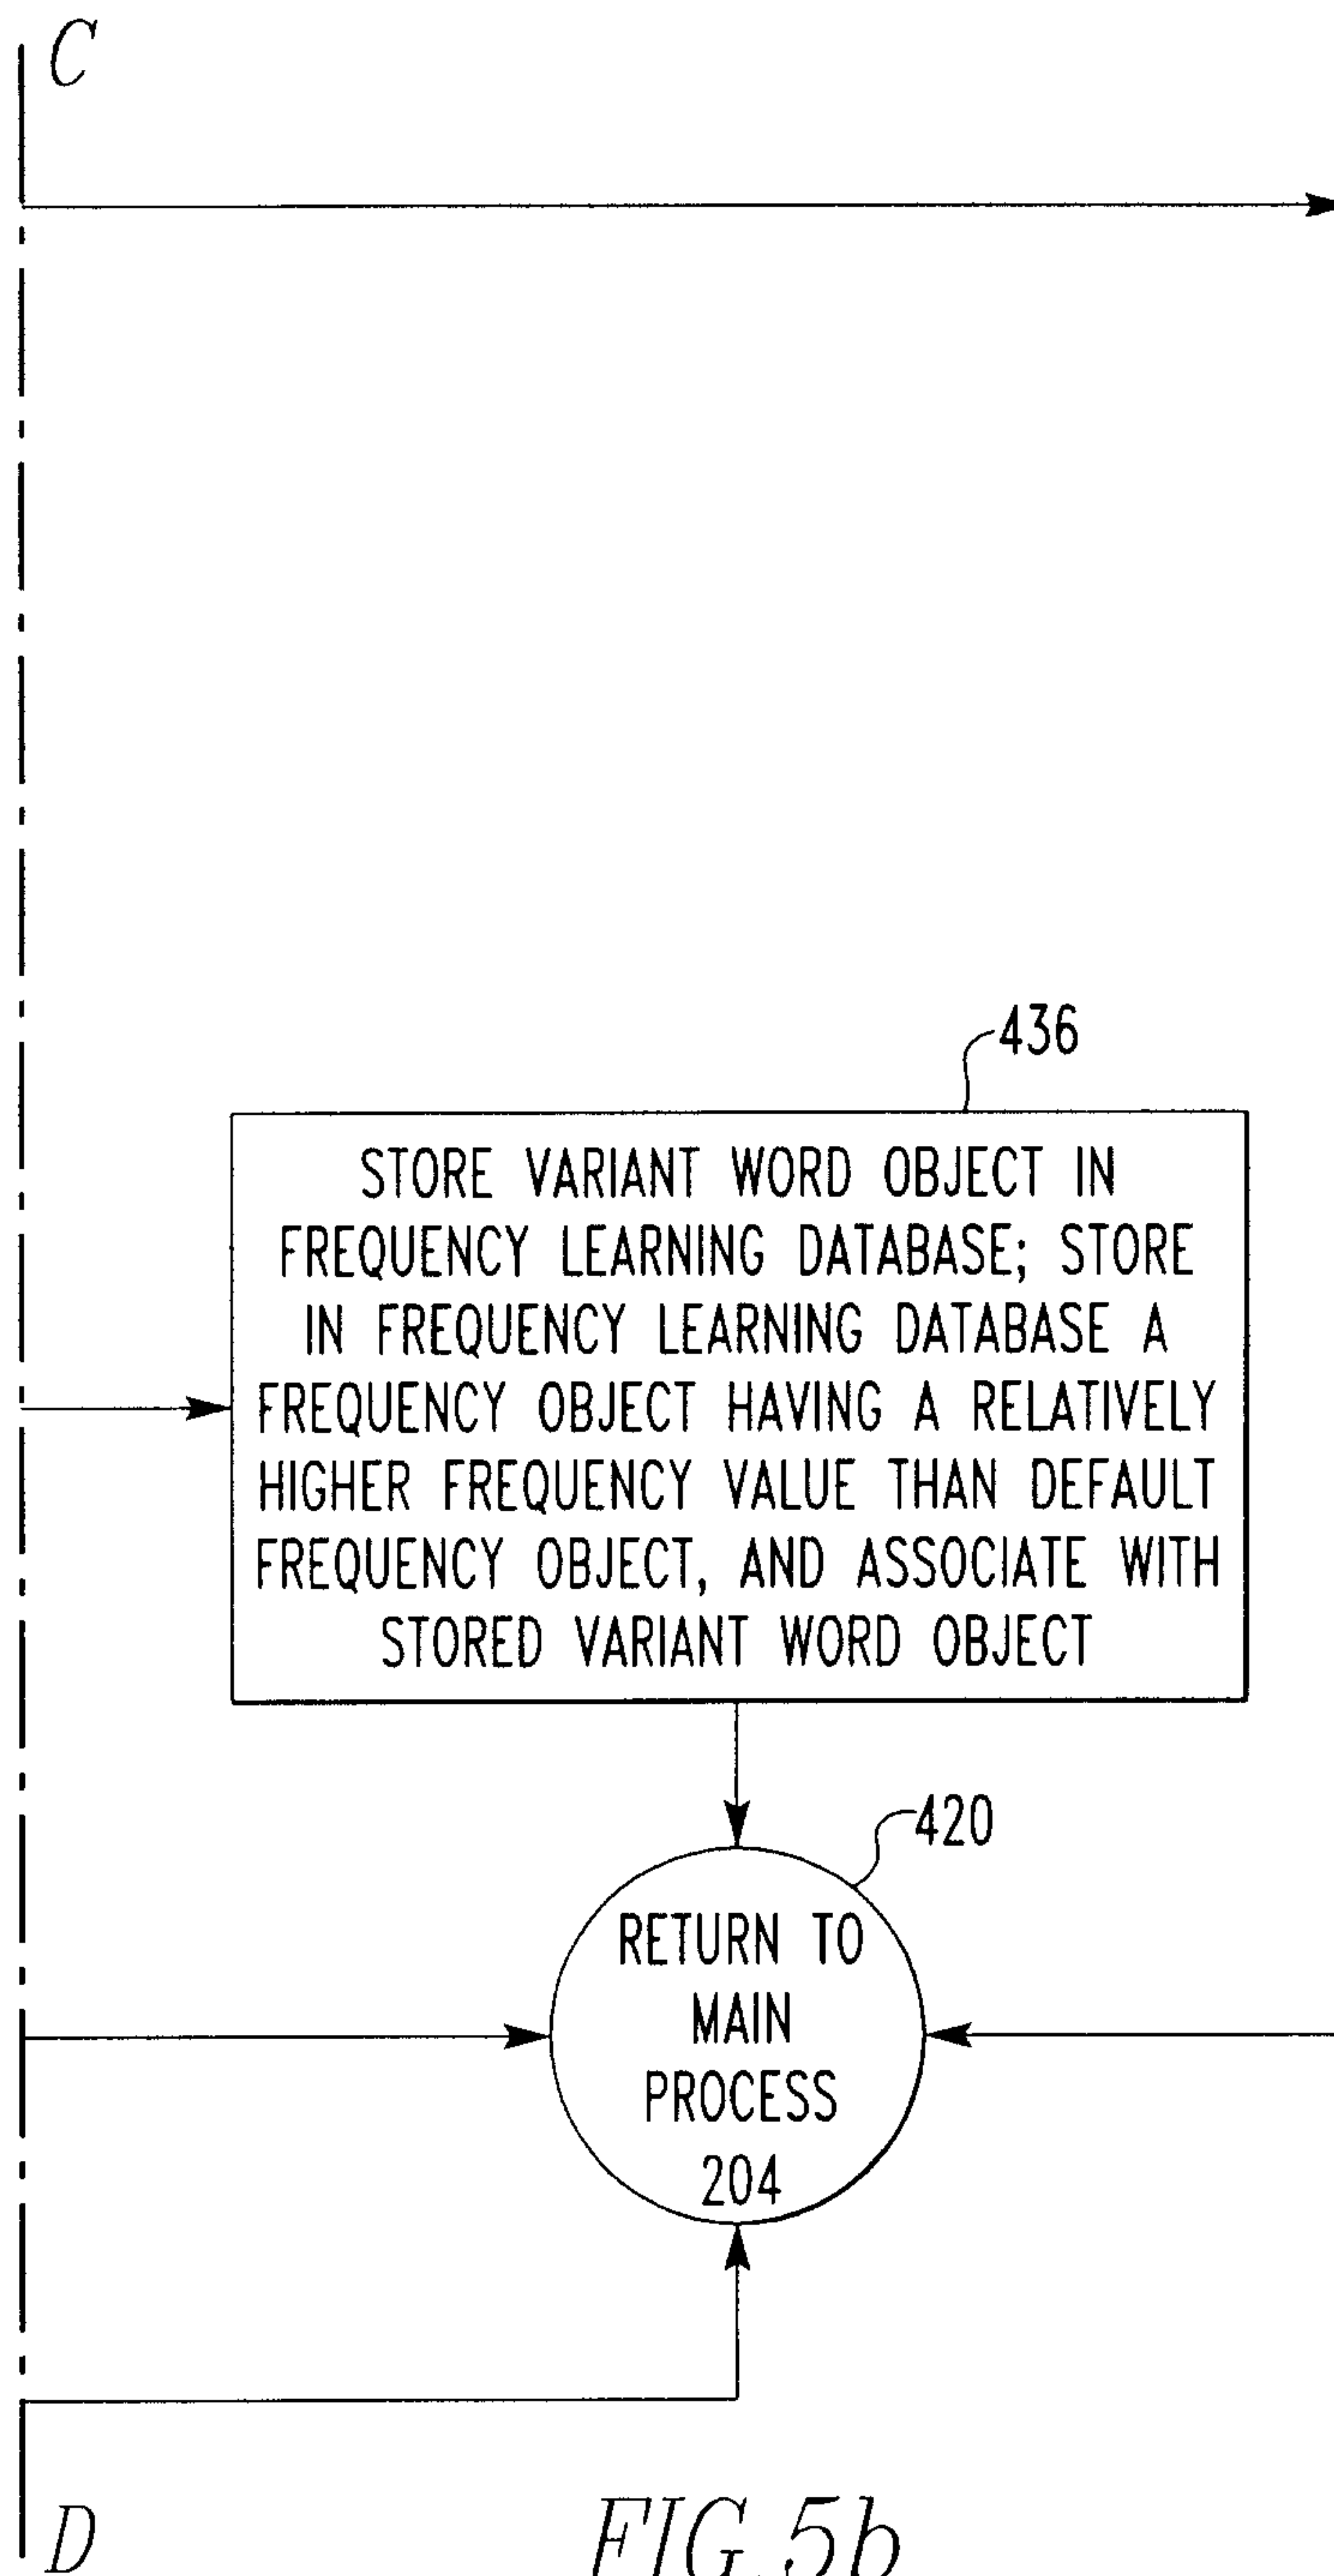 C
436
STORE VARIANT WORD OBJECT IN
FREQUENCY LEARNING DATABASE; STORE
IN FREQUENCY LEARNING DATABASE A
FREQUENCY OBJECT HAVING A RELATIVELY
HIGHER FREQUENCY VALUE THAN DEFAULT
FREQUENCY OBJECT, AND ASSOCIATE WITH
STORED VARIANT WORD OBJECT
420
RETURN TO
MAIN
PROCESS
204
D
FIG. 5b